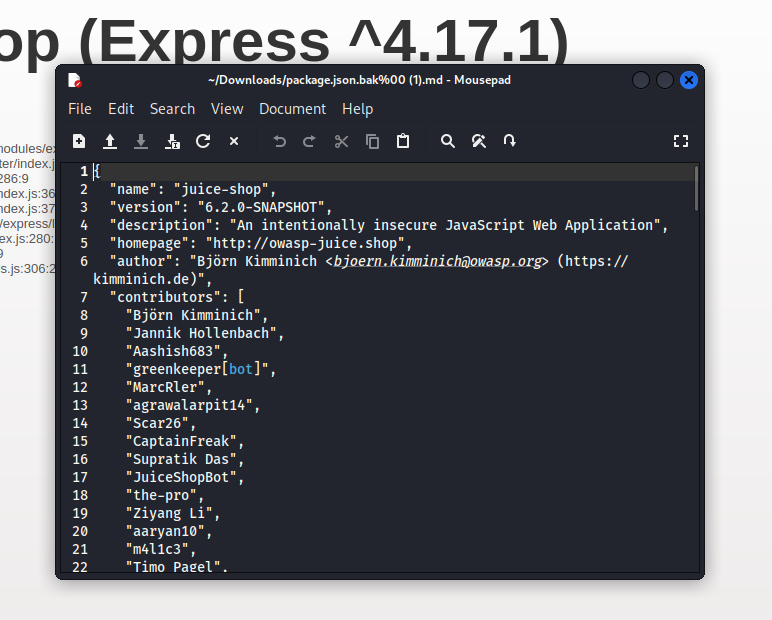 op (Express ^4.17.1)
~/Downloads/package.json.bak%00 (1).md - Mousepad
File Edit Search View Document Help
1 {
2 "name": "juice-shop",
3 "version": "6.2.0-SNAPSHOT",
4 "description": "An intentionally insecure JavaScript Web Application",
5 "homepage": "http://owasp-juice.shop",
6 "author": "Björn Kimminich <bjoern.kimminich@owasp.org> (https://
kimminich.de)",
7 "contributors": [
8 "Björn Kimminich",
9 "Jannik Hollenbach",
10 "Aashish683",
11 "greenkeeper[bot]",
12 "MarcRler",
13 "agrawalarpit14",
14 "Scar26",
15 "CaptainFreak",
16 "Supratik Das",
17 "JuiceShopBot",
18 "the-pro",
19 "Ziyang Li",
20 "aaryan10",
21 "m4l1c3",
22 "Timo Pagel",
nodules/ex
ter/index.j
286:9
ndex.js:36
ndex.js:37
/express/l
ex.js:280:
9
s.js:306:2